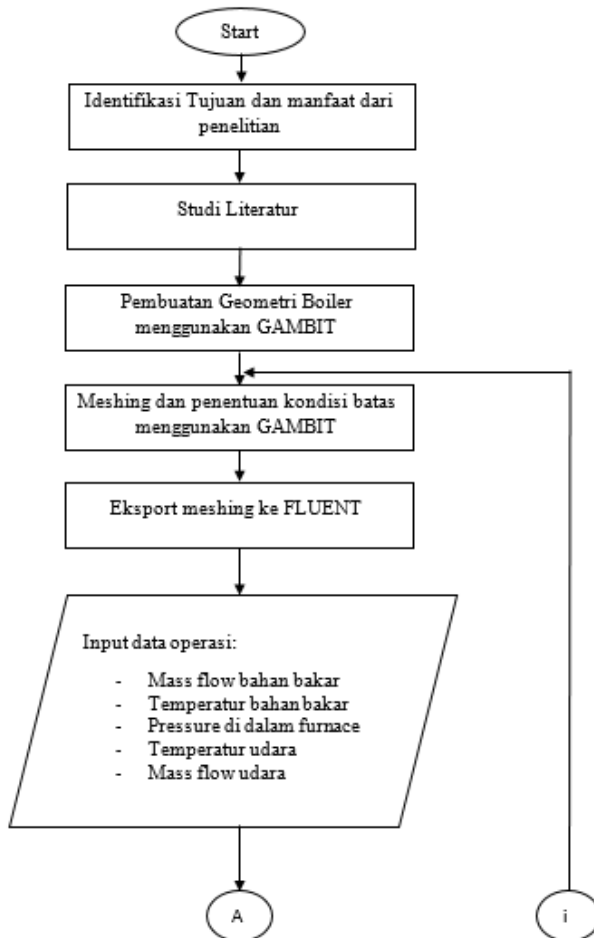 Start
Identifikasi Tujuan dan manfaat dari
penelitian
Studi Literatur
Pembuatan Geometri Boiler
menggunakan GAMBIT
Meshing dan penentuan kondisi batas
menggunakan GAMBIT
Eksport meshing ke FLUENT
Input data operasi:
- Mass flow bahan bakar
- Temperatur bahan bakar
- Pressure di dalam furnace
- Temperatur udara
- Mass flow udara
A
i